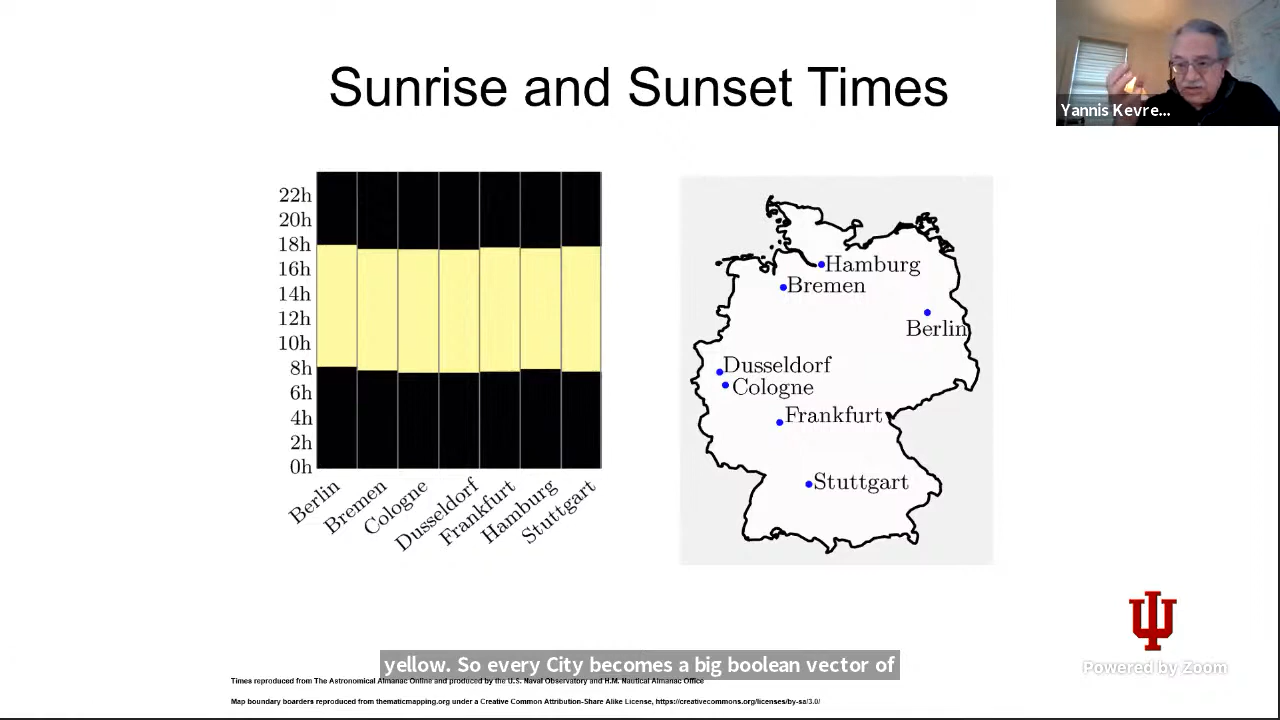 Sunrise and Sunset Times
Yannis Kevre...
22h
20h
18h
16h
14h
12h
10h
8h
6h
4h
2h
0h
Berlin
Bremen
Cologne
Dusseldorf
Frankfurt
Hamburg
Stuttgart
Hamburg
Bremen
Berlin
Dusseldorf
Cologne
Frankfurt
Stuttgart
yellow. So every City becomes a big boolean vector of
Powered by Zoom
Times reproduced from The Astronomical Almanac Online and produced by the U.S. Naval Observatory and H.M. Nautical Almanac Office
Map boundary boarders reproduced from thematicmapping.org under a Creative Common Attribution-Share Alike License, https://creativecommons.org/licenses/by-sa/3.0/